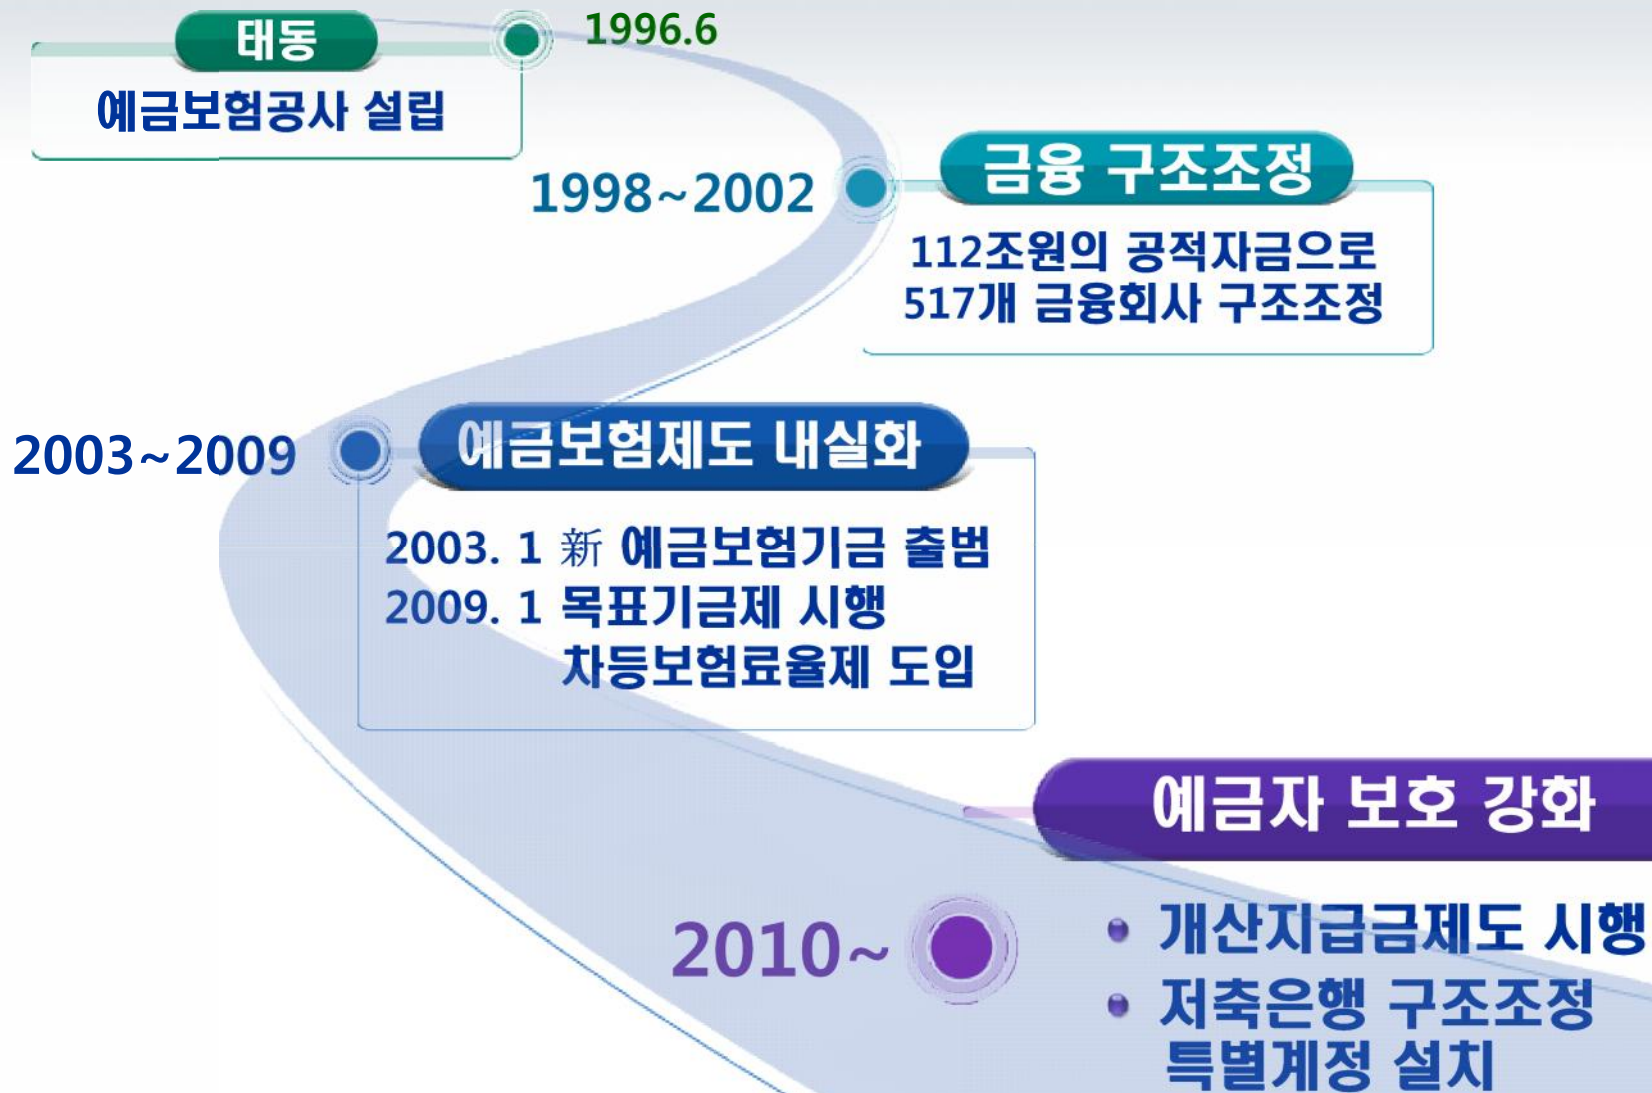 태동
1996.6
예금보험공사 설립
1998~2002
금융 구조조정
112조원의 공적자금으로
517개 금융회사 구조조정
2003~2009
예금보험제도 내실화
2003. 1 新 예금보험기금 출범
2009. 1 목표기금제 시행
차등보험료율제 도입
예금자 보호 강화
2010~
• 개산지급금제도 시행
• 저축은행 구조조정
특별계정 설치